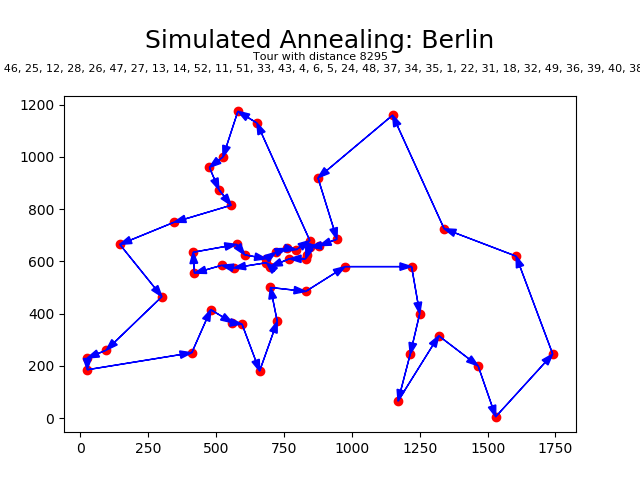 Simulated Annealing: Berlin
Tour with distance 8295
46, 25, 12, 28, 26, 47, 27, 13, 14, 52, 11, 51, 33, 43, 4, 6, 5, 24, 48, 37, 34, 35, 1, 22, 31, 18, 32, 49, 36, 39, 40, 38
1200
1000
800
600
400
200
0
0 250 500 750 1000 1250 1500 1750